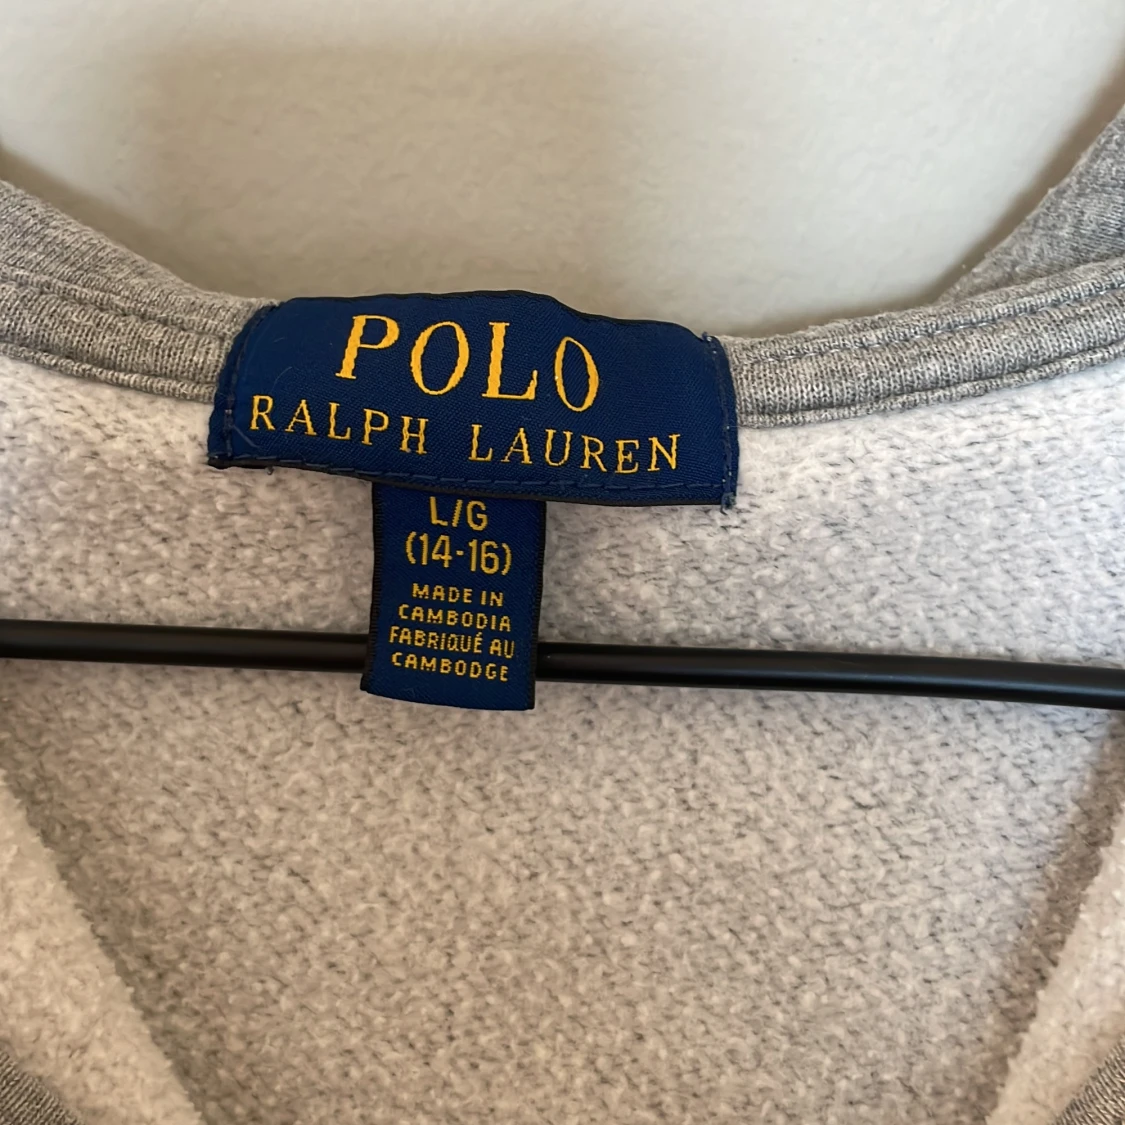 POLO
RALPH LAUREN
L/G
(14-16)
MADE IN
CAMBODIA
FABRIQUÉ AU
CAMBODGE